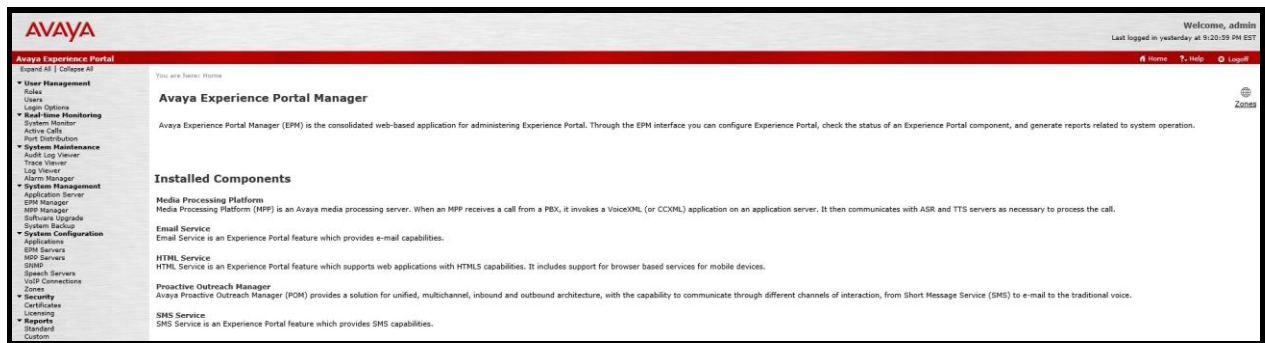 AVAYA
Welcome, admin
Last logged in yesterday at 9:20:59 PM EST
Avaya Experience Portal
Home ?- Help Logoff
Expand All | Collapse All
▼ User Management
Roles
Users
Login Options
▼ Real-time Monitoring
System Monitor
Active Calls
Port Distribution
▼ System Maintenance
Audit Log Viewer
Trace Viewer
Log Viewer
Alarm Manager
▼ System Management
Application Server
EPM Manager
MPP Manager
Software Upgrade
System Backup
▼ System Configuration
Applications
EPM Servers
MPP Servers
SNMP
Speech Servers
VoIP Connections
Zones
▼ Security
Certificates
Licensing
▼ Reports
Standard
Custom
You are here: Home
Zones
Avaya Experience Portal Manager
Avaya Experience Portal Manager (EPM) is the consolidated web-based application for administering Experience Portal. Through the EPM interface you can configure Experience Portal, check the status of an Experience Portal component, and generate reports related to system operation.
Installed Components
Media Processing Platform
Media Processing Platform (MPP) is an Avaya media processing server. When an MPP receives a call from a PBX, it invokes a VoiceXML (or CCXML) application on an application server. It then communicates with ASR and TTS servers as necessary to process the call.
Email Service
Email Service is an Experience Portal feature which provides e-mail capabilities.
HTML Service
HTML Service is an Experience Portal feature which supports web applications with HTML5 capabilities. It includes support for browser based services for mobile devices.
Proactive Outreach Manager
Avaya Proactive Outreach Manager (POM) provides a solution for unified, multichannel, inbound and outbound architecture, with the capability to communicate through different channels of interaction, from Short Message Service (SMS) to e-mail to the traditional voice.
SMS Service
SMS Service is an Experience Portal feature which provides SMS capabilities.